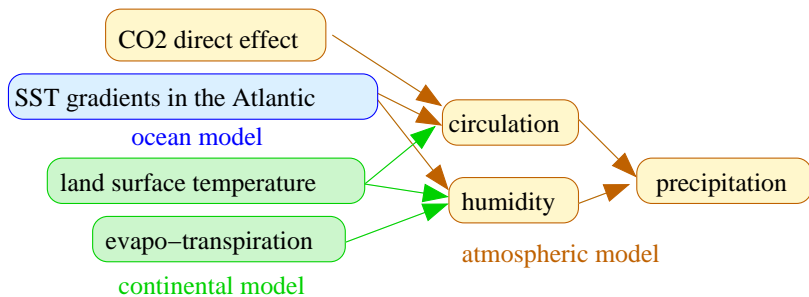 CO2 direct effect
SST gradients in the Atlantic
ocean model
land surface temperature
evapo−transpiration
continental model
circulation
humidity
atmospheric model
precipitation